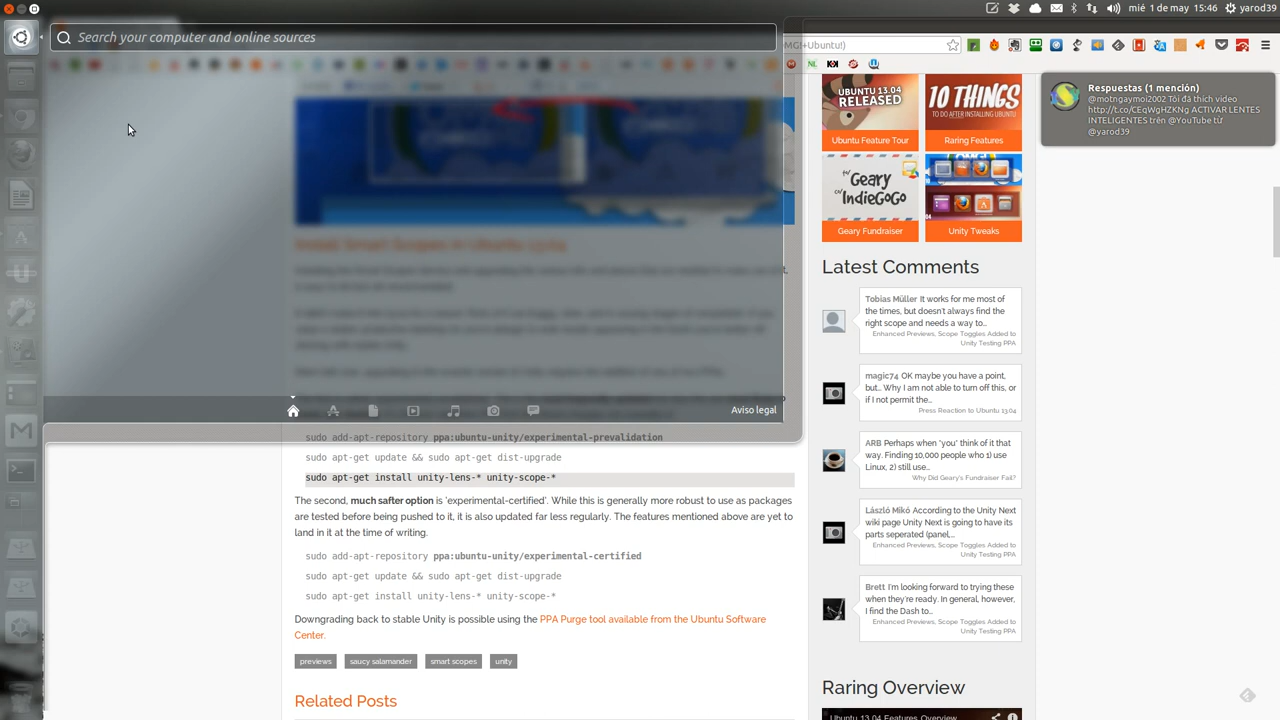 mié 1 de may 15:46 yarod39
Search your computer and online sources
OMG!+Ubuntu!)
Aviso legal
Respuestas (1 mención)
@motngaymoi2002 Tôi đã thích video
http://t.co/CEqWgHZKNg ACTIVAR LENTES
INTELIGENTES trên @YouTube từ
@yarod39
Install Smart Scopes in Ubuntu 13.04
sudo add-apt-repository ppa:ubuntu-unity/experimental-prevalidation
sudo apt-get update && sudo apt-get dist-upgrade
sudo apt-get install unity-lens-* unity-scope-*
The second, much safter option is 'experimental-certified'. While this is generally more robust to use as packages
are tested before being pushed to it, it is also updated far less regularly. The features mentioned above are yet to
land in it at the time of writing.
sudo add-apt-repository ppa:ubuntu-unity/experimental-certified
sudo apt-get update && sudo apt-get dist-upgrade
sudo apt-get install unity-lens-* unity-scope-*
Downgrading back to stable Unity is possible using the PPA Purge tool available from the Ubuntu Software
Center.
previews saucy salamander smart scopes unity
Related Posts
UBUNTU 13.04
RELEASED
Ubuntu Feature Tour
10 THINGS
TO DO AFTER INSTALLING UBUNTU
Raring Features
Geary
IndieGoGo
Geary Fundraiser
Unity Tweaks
Latest Comments
Tobias Müller It works for me most of
the times, but doesn't always find the
right scope and needs a way to...
Enhanced Previews, Scope Toggles Added to
Unity Testing PPA
magic74 OK maybe you have a point,
but.. Why I am not able to turn off this, or
if I not permit the...
Press Reaction to Ubuntu 13.04
ARB Perhaps when "you" think of it that
way. Finding 10,000 people who 1) use
Linux, 2) still use...
Why Did Geary's Fundraiser Fail?
László Mikó According to the Unity Next
wiki page Unity Next is going to have its
parts seperated (panel,...
Enhanced Previews, Scope Toggles Added to
Unity Testing PPA
Brett I'm looking forward to trying these
when they're ready. In general, however,
I find the Dash to...
Enhanced Previews, Scope Toggles Added to
Unity Testing PPA
Raring Overview
Ubuntu 13.04 Features Overview